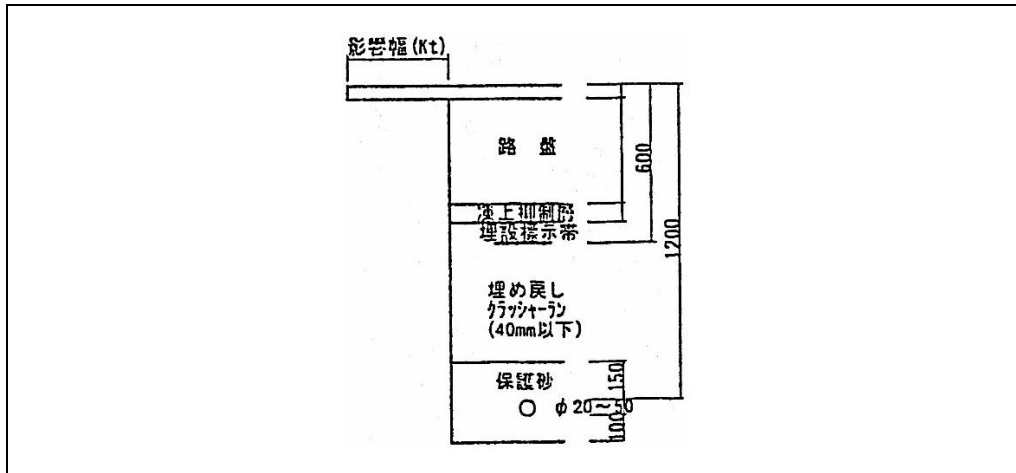 影響幅(Kt)
路 盤
600
凍上抑制層
埋設標示帯
1200
埋め戻し
クラッシャーラン
(40mm以下)
保護砂
150
φ20~50
100